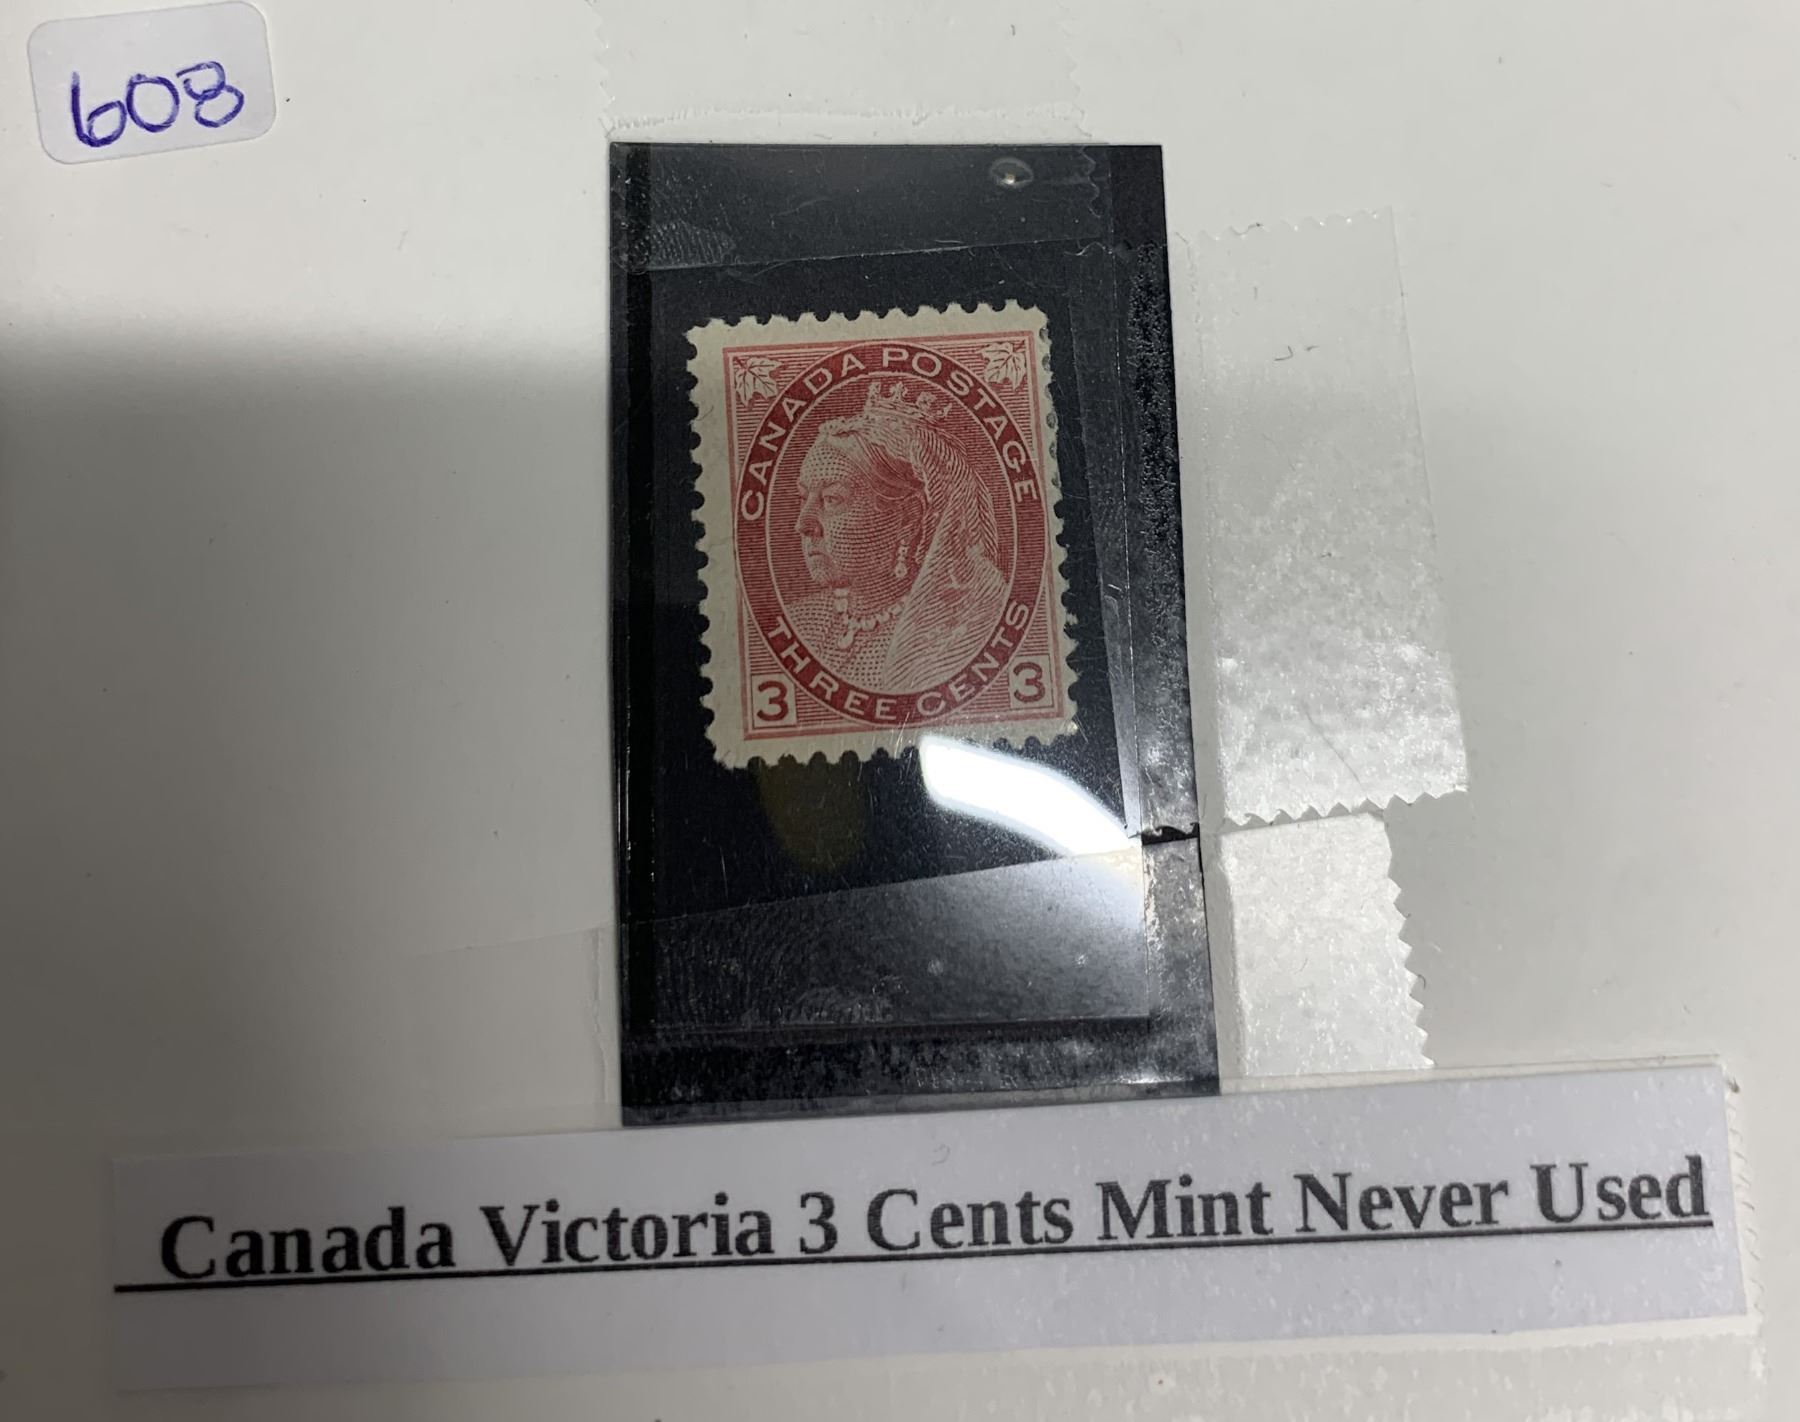 608
CANADA POSTAGE
THREE CENTS
3 3
Canada Victoria 3 Cents Mint Never Used